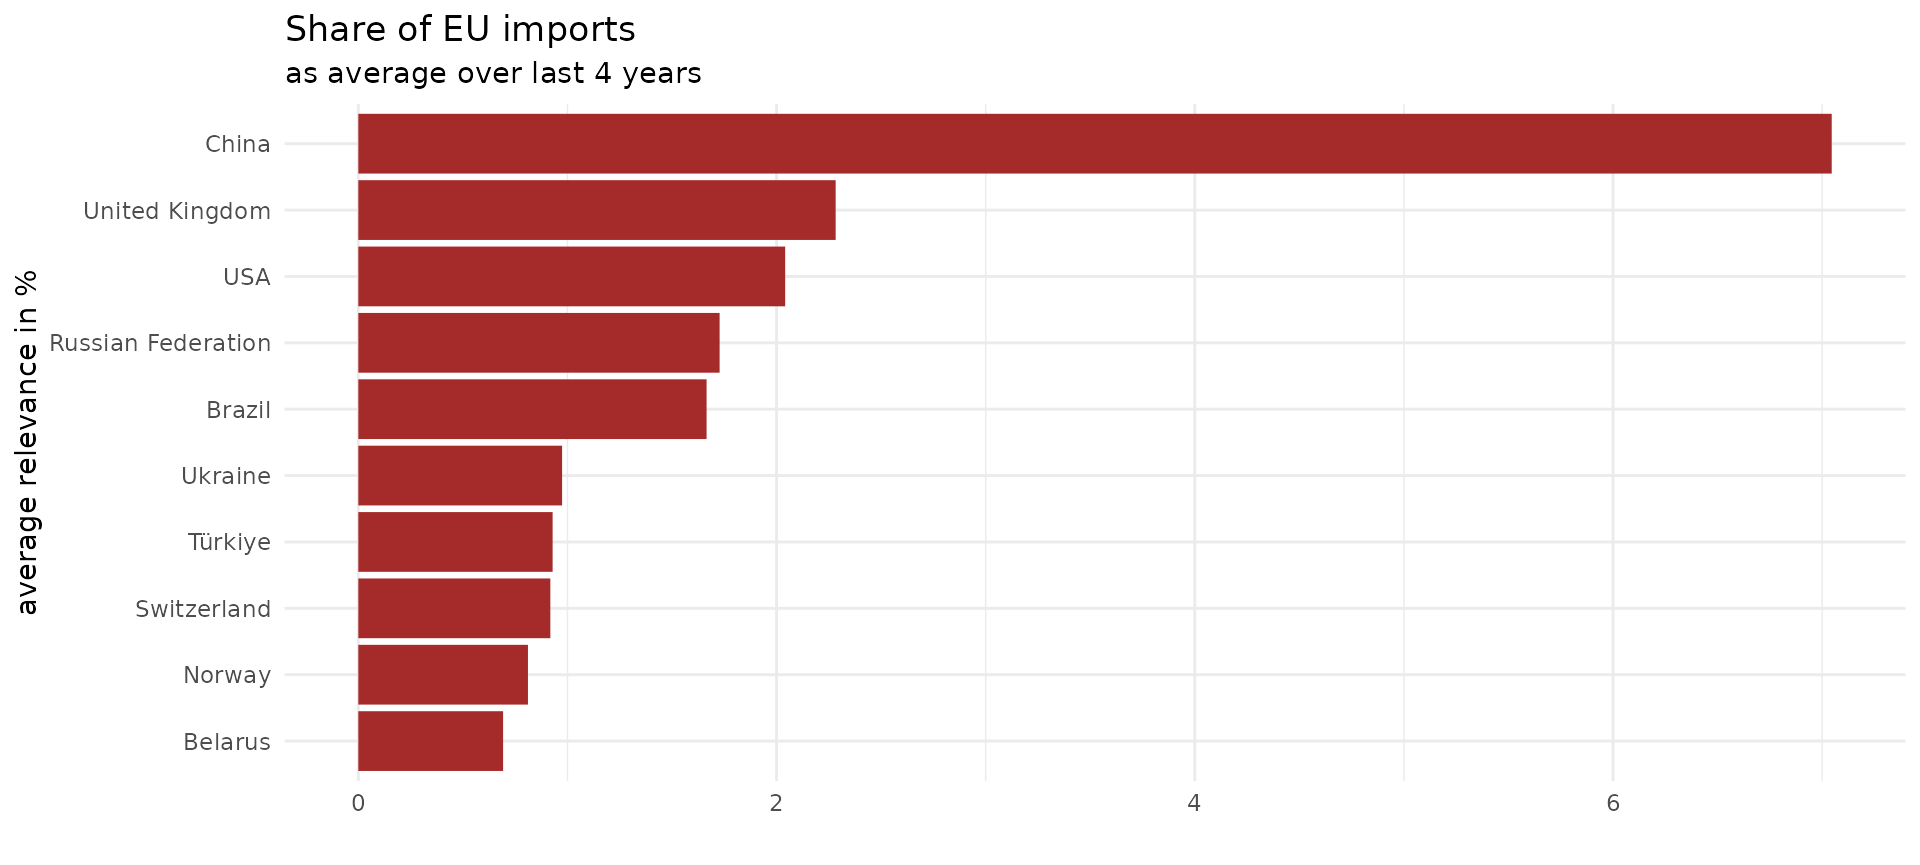 Share of EU imports
as average over last 4 years
average relevance in %
China
United Kingdom
USA
Russian Federation
Brazil
Ukraine
Türkiye
Switzerland
Norway
Belarus
0 2 4 6